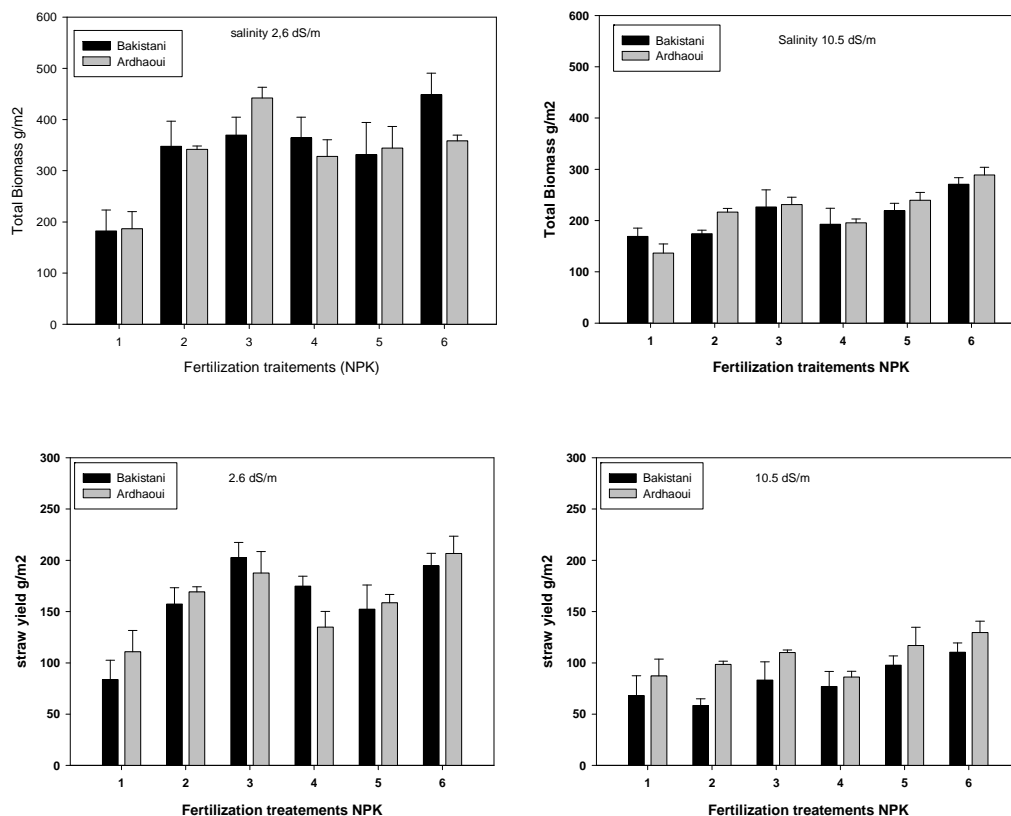 salinity 2,6 dS/m
Bakistani
Ardhaoui
Total Biomass g/m2
600
500
400
300
200
100
0
1 2 3 4 5 6
Fertilization traitements (NPK)
Salinity 10.5 dS/m
Bakistani
Ardhaoui
Total Biomass g/m2
600
500
400
300
200
100
0
1 2 3 4 5 6
Fertilization traitements NPK
2.6 dS/m
Bakistani
Ardhaoui
straw yield g/m2
300
250
200
150
100
50
0
1 2 3 4 5 6
Fertilization treatements NPK
10.5 dS/m
Bakistani
Ardhaoui
straw yield g/m2
300
250
200
150
100
50
0
1 2 3 4 5 6
Fertilization treatements NPK